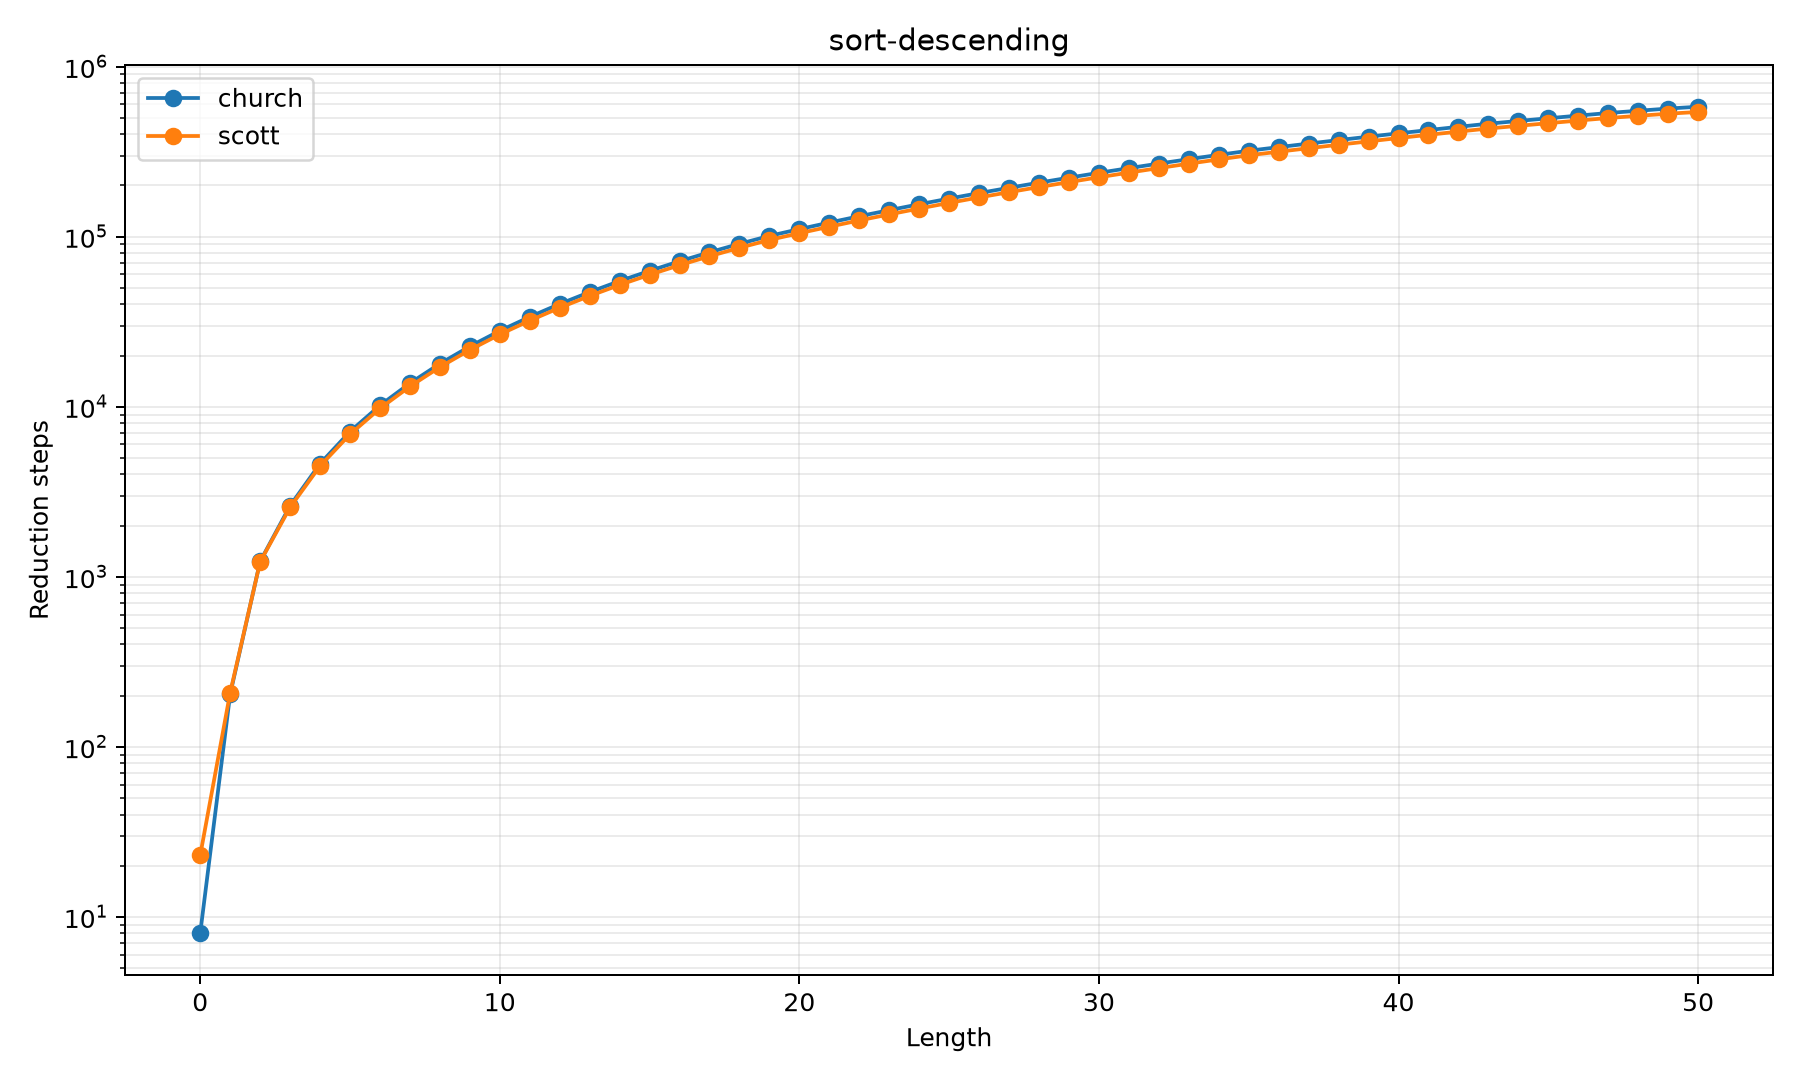 sort-descending
church
scott
10⁶
10⁵
10⁴
10³
10²
10¹
Reduction steps
0 10 20 30 40 50
Length